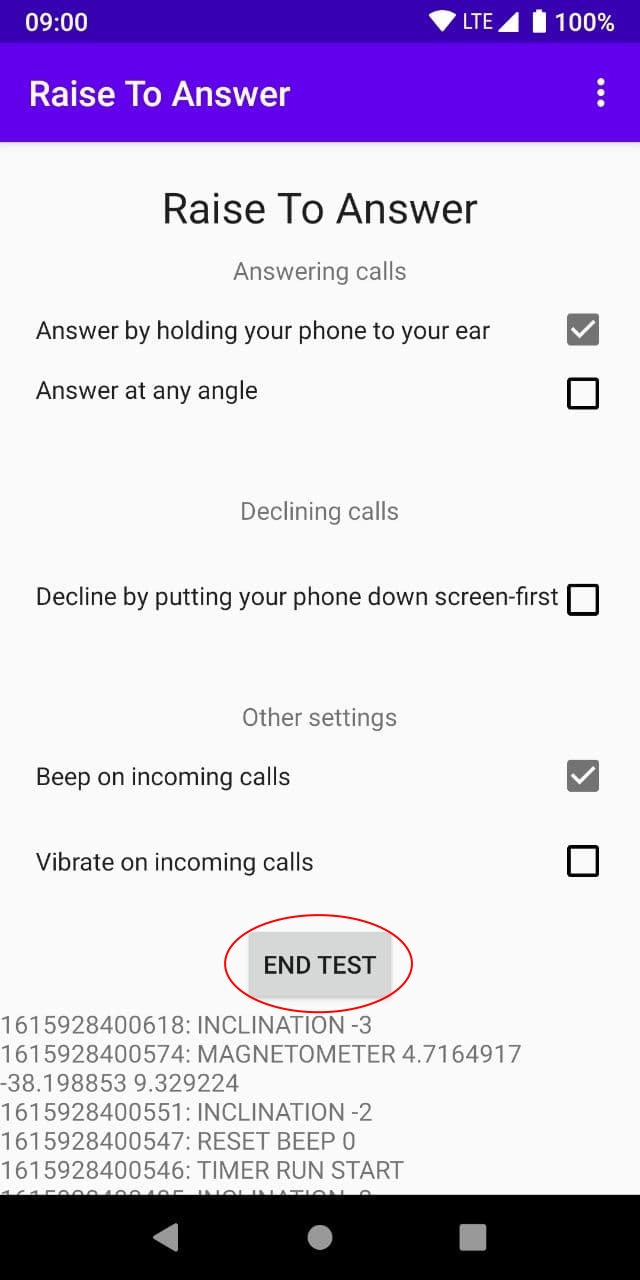 09:00 LTE 100%
Raise To Answer
Raise To Answer
Answering calls
Answer by holding your phone to your ear
Answer at any angle
Declining calls
Decline by putting your phone down screen-first
Other settings
Beep on incoming calls
Vibrate on incoming calls
END TEST
1615928400618: INCLINATION -3
1615928400574: MAGNETOMETER 4.7164917
-38.198853 9.329224
1615928400551: INCLINATION -2
1615928400547: RESET BEEP 0
1615928400546: TIMER RUN START